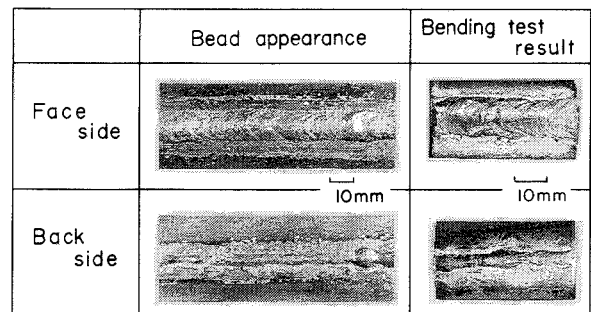 Bead appearance
Bending test
result
Face
side
10mm
10mm
Back
side